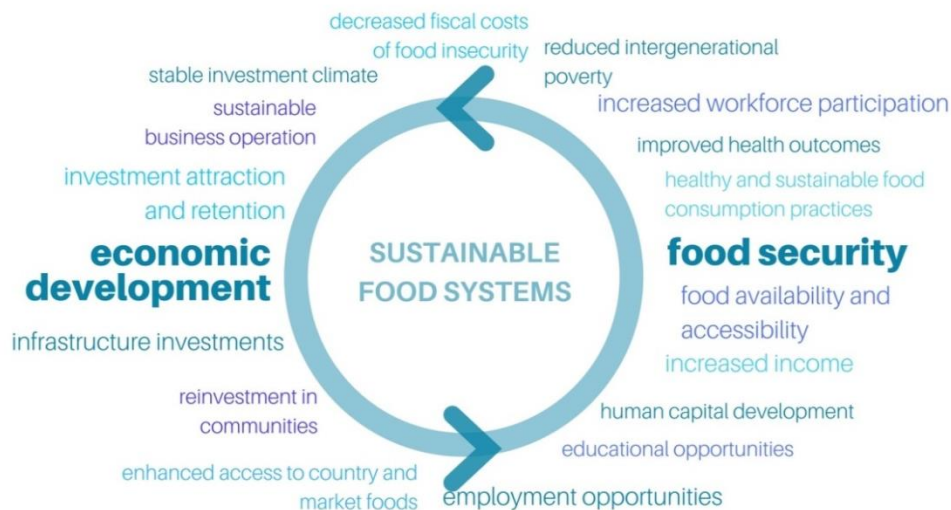 decreased fiscal costs
of food insecurity
reduced intergenerational
poverty
stable investment climate
increased workforce participation
sustainable
business operation
improved health outcomes
investment attraction
and retention
healthy and sustainable food
consumption practices
economic
development
SUSTAINABLE
FOOD SYSTEMS
food security
food availability and
accessibility
infrastructure investments
increased income
reinvestment in
communities
human capital development
educational opportunities
enhanced access to country and
market foods
employment opportunities